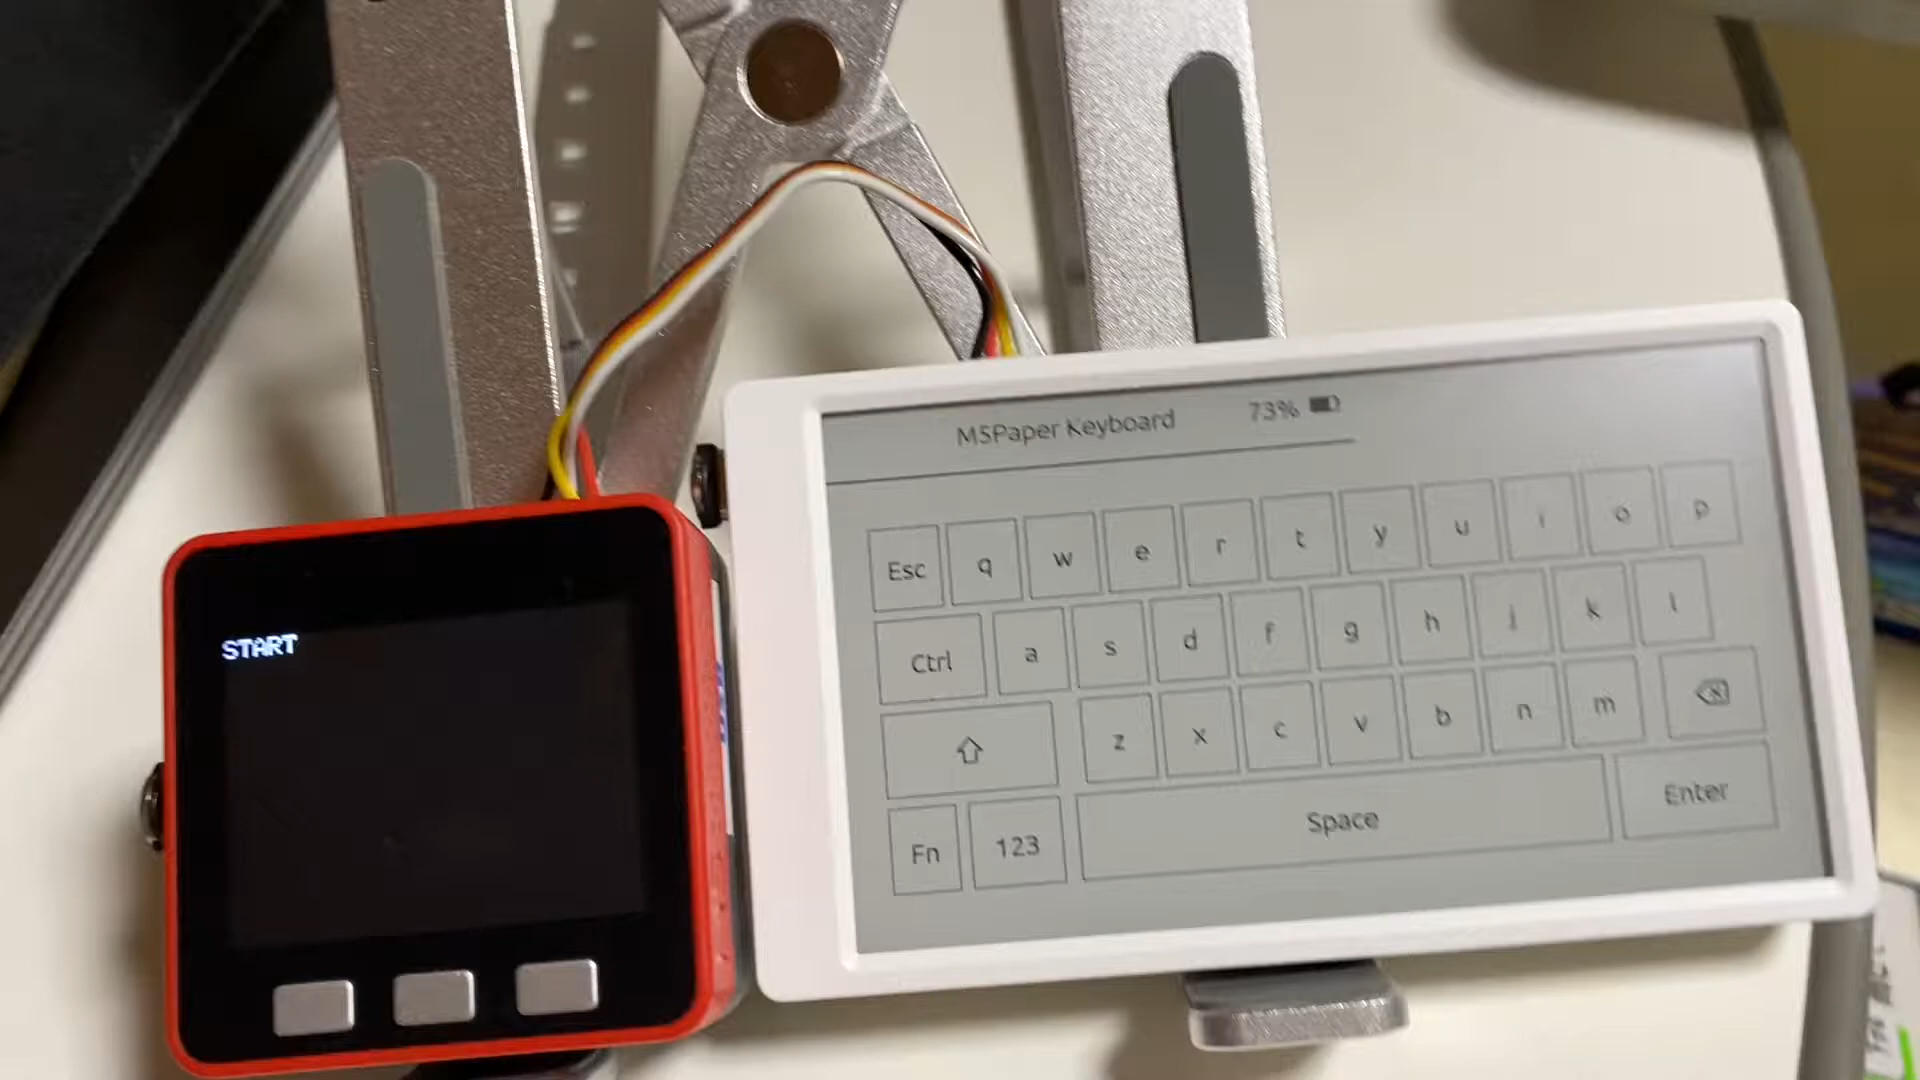 START
M5Paper Keyboard 73%
Esc q w e r t y u i o p
Ctrl a s d f g h j k l
z x c v b n m
Fn 123 Space Enter